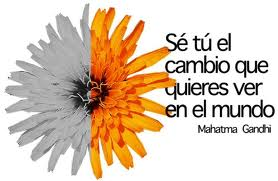 Sé tú el
cambio que
quieres ver
en el mundo
Mahatma Gandhi